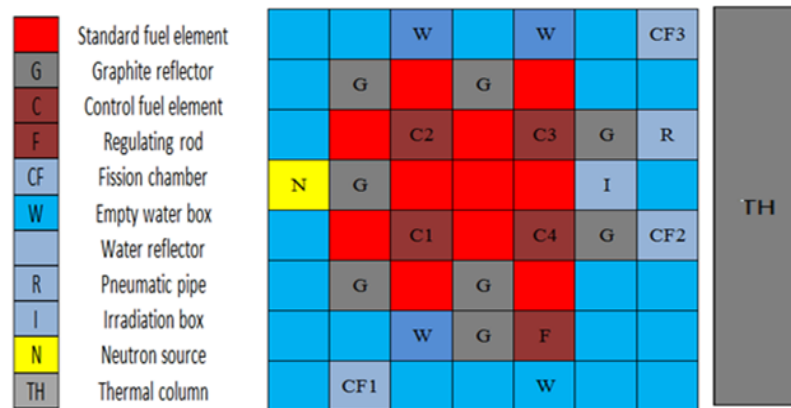 Standard fuel element
G Graphite reflector
C Control fuel element
F Regulating rod
CF Fission chamber
W Empty water box
Water reflector
R Pneumatic pipe
I Irradiation box
N Neutron source
TH Thermal column
W W CF3
G G
C2 C3 G R
N G I
C1 C4 G CF2
G G
W G F
CF1 W
TH